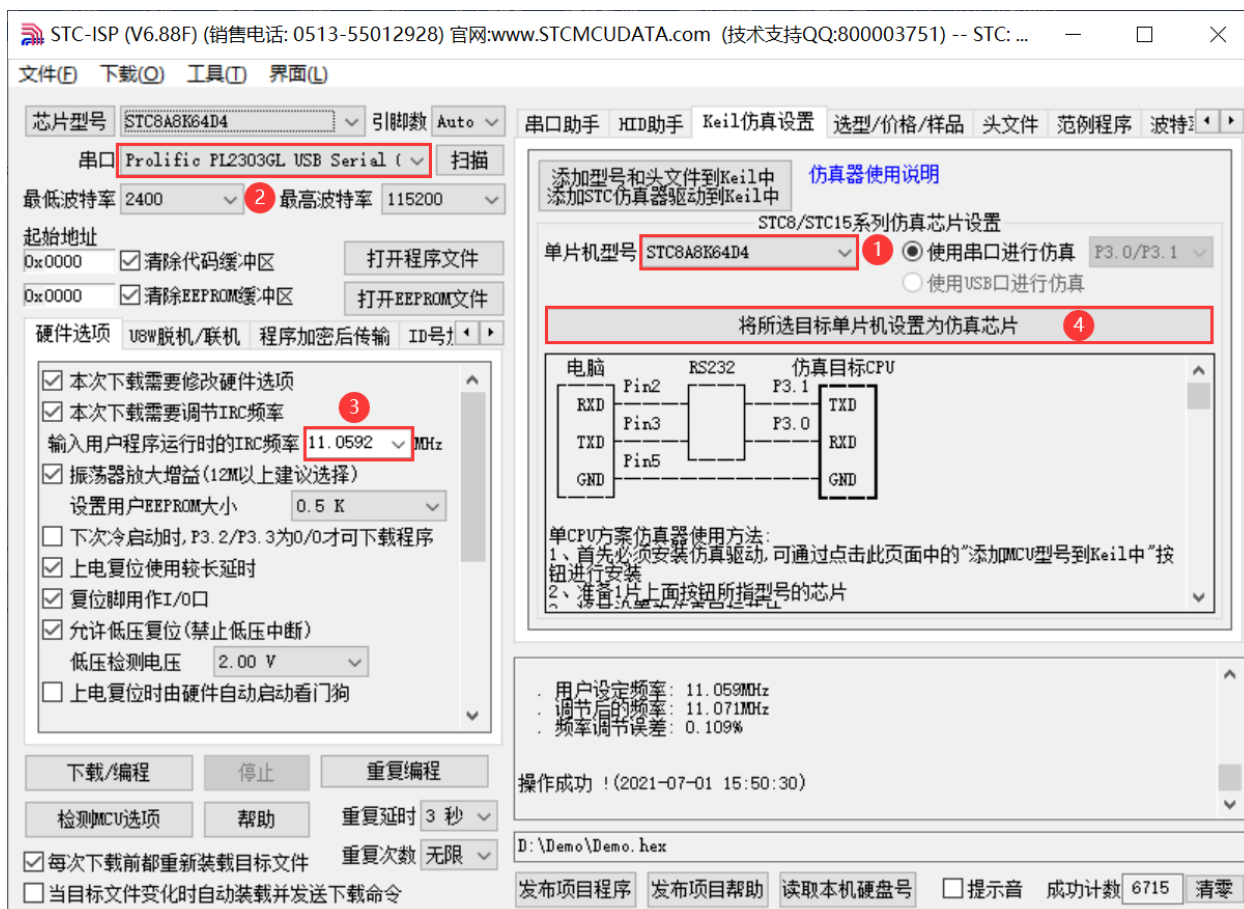 STC-ISP (V6.88F) (销售电话: 0513-55012928) 官网:www.STCMCUDATA.com (技术支持QQ:800003751) -- STC: ...
文件(F) 下载(O) 工具(T) 界面(L)
芯片型号 STC8A8K64D4 引脚数 Auto
串口 Prolific PL2303GL USB Serial ( 扫描
最低波特率 2400 2 最高波特率 115200
起始地址
0x0000 清除代码缓冲区 打开程序文件
0x0000 清除EEPROM缓冲区 打开EEPROM文件
硬件选项 U8W脱机/联机 程序加密后传输 ID号
本次下载需要修改硬件选项
本次下载需要调节IRC频率 3
输入用户程序运行时的IRC频率 11.0592 MHz
振荡器放大增益(12M以上建议选择)
设置用户EEPROM大小 0.5 K
下次冷启动时,P3.2/P3.3为0/0才可下载程序
上电复位使用较长延时
复位脚用作I/O口
允许低压复位(禁止低压中断)
低压检测电压 2.00 V
上电复位时由硬件自动启动看门狗
下载/编程 停止 重复编程
检测MCU选项 帮助 重复延时 3 秒
每次下载前都重新装载目标文件 重复次数 无限
当目标文件变化时自动装载并发送下载命令
串口助手 HID助手 Keil仿真设置 选型/价格/样品 头文件 范例程序 波特
添加型号和头文件到Keil中
添加STC仿真器驱动到Keil中
仿真器使用说明
STC8/STC15系列仿真芯片设置
单片机型号 STC8A8K64D4 1 使用串口进行仿真 P3.0/P3.1
使用USB口进行仿真
将所选目标单片机设置为仿真芯片 4
电脑 RS232 仿真目标CPU
Pin2 P3.1
RXD TXD
Pin3 P3.0
TXD RXD
Pin5
GND GND
单CPU方案仿真器使用方法:
1、首先必须安装仿真驱动,可通过点击此页面中的"添加MCU型号到Keil中"按
钮进行安装
2、准备1片上面按钮所指型号的芯片
. 用户设定频率: 11.059MHz
. 调节后的频率: 11.071MHz
. 频率调节误差: 0.109%
操作成功 !(2021-07-01 15:50:30)
D:\Demo\Demo.hex
发布项目程序 发布项目帮助 读取本机硬盘号 提示音 成功计数 6715 清零